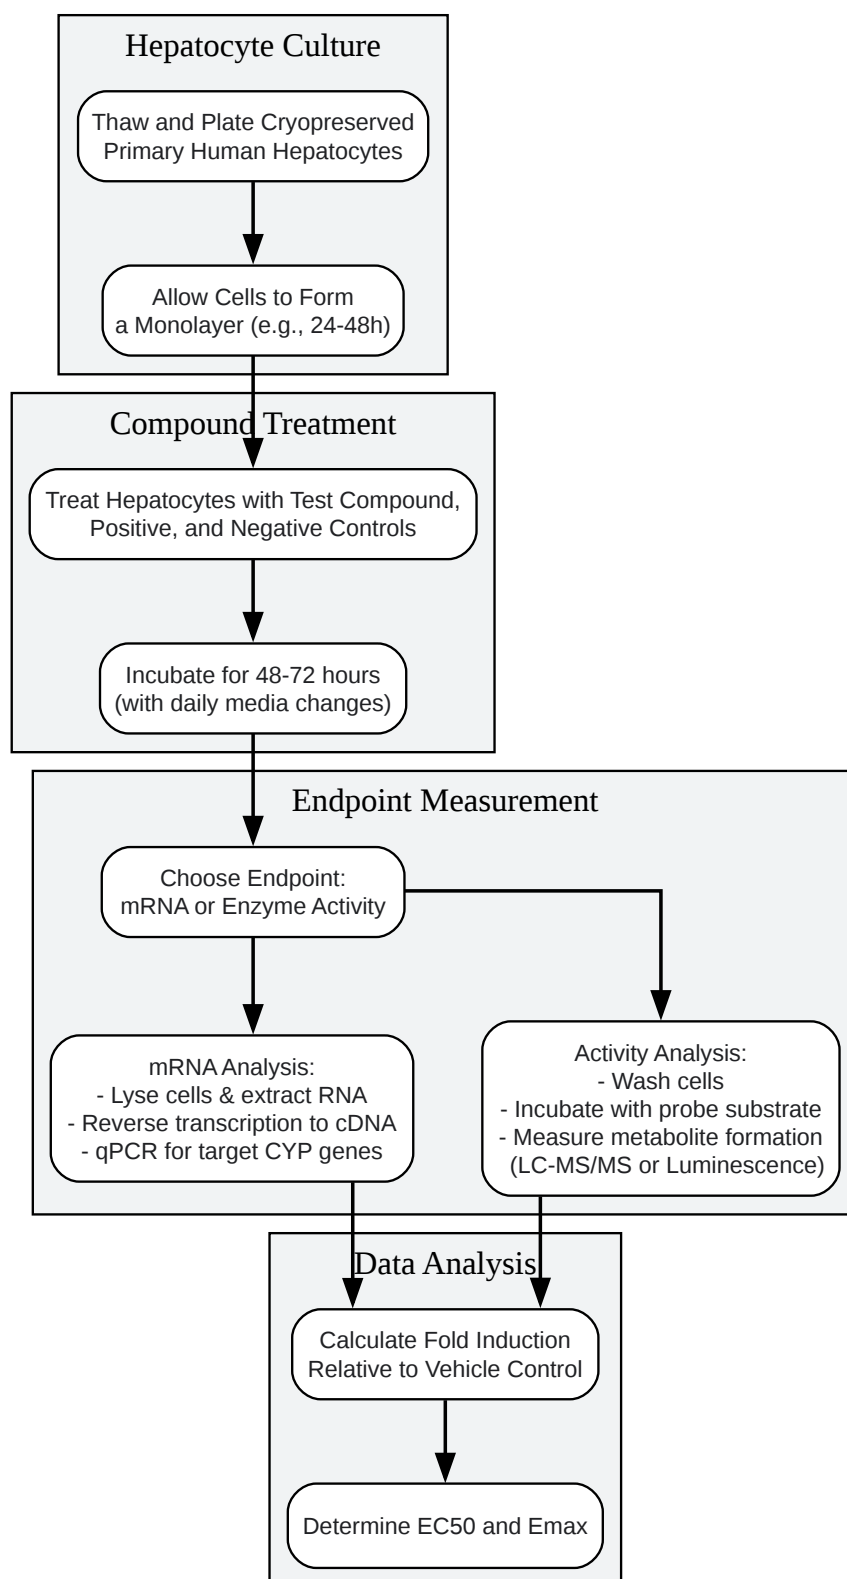 Hepatocyte Culture
Thaw and Plate Cryopreserved
Primary Human Hepatocytes
Allow Cells to Form
a Monolayer (e.g., 24-48h)
Compound Treatment
Treat Hepatocytes with Test Compound,
Positive, and Negative Controls
Incubate for 48-72 hours
(with daily media changes)
Endpoint Measurement
Choose Endpoint:
mRNA or Enzyme Activity
mRNA Analysis:
- Lyse cells & extract RNA
- Reverse transcription to cDNA
- qPCR for target CYP genes
Activity Analysis:
- Wash cells
- Incubate with probe substrate
- Measure metabolite formation
(LC-MS/MS or Luminescence)
Data Analysis
Calculate Fold Induction
Relative to Vehicle Control
Determine EC50 and Emax